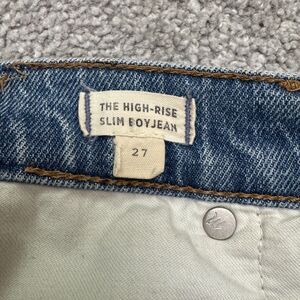 THE HIGH-RISE
SLIM BOYJEAN
27